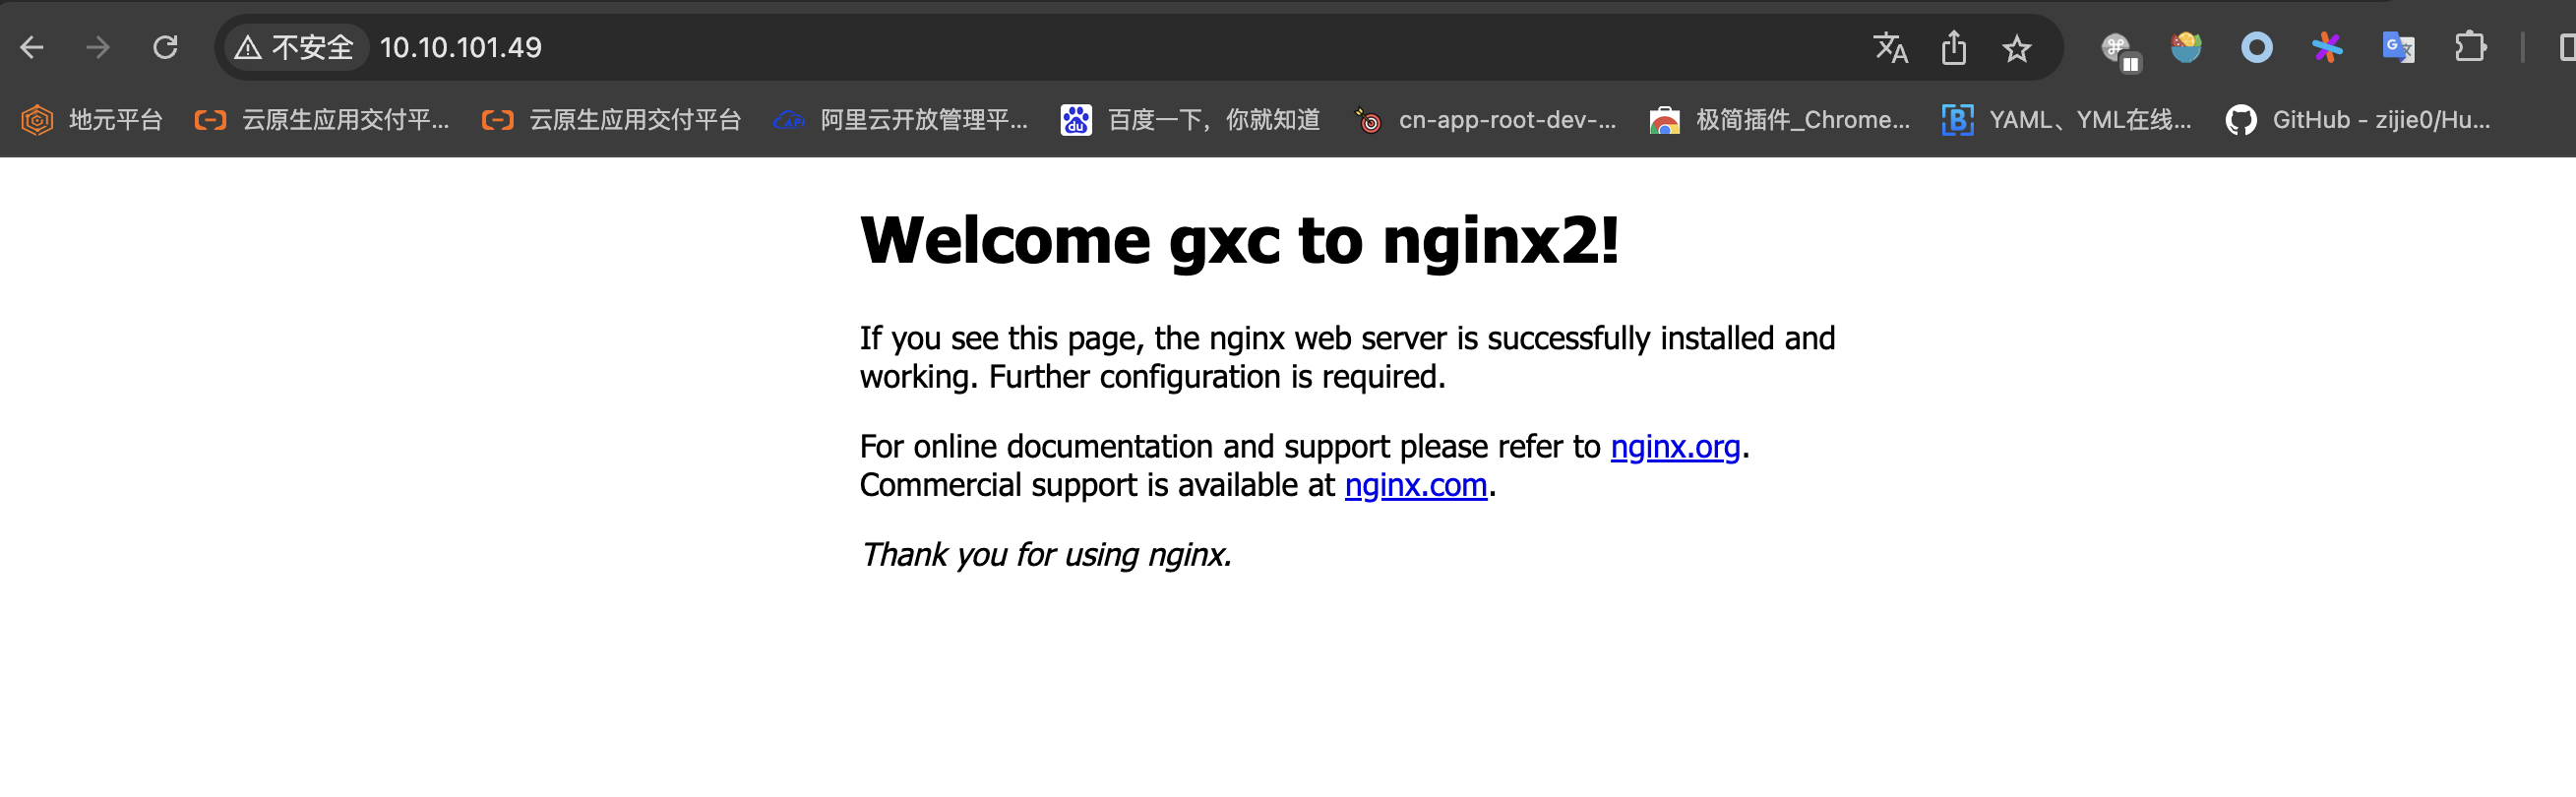 不安全 10.10.101.49
地元平台 云原生应用交付平... 云原生应用交付平台 API 阿里云开放管理平... du 百度一下，你就知道 cn-app-root-dev-... 极简插件_Chrome... B YAML、YML在线... GitHub - zijie0/Hu...
Welcome gxc to nginx2!
If you see this page, the nginx web server is successfully installed and
working. Further configuration is required.
For online documentation and support please refer to nginx.org.
Commercial support is available at nginx.com.
Thank you for using nginx.